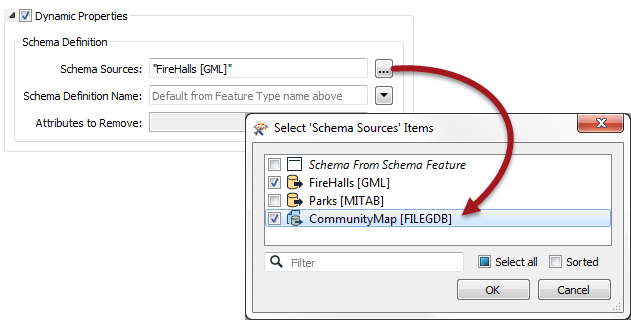 Dynamic Properties
Schema Definition
Schema Sources: "FireHalls [GML]" ...
Schema Definition Name: Default from Feature Type name above
Attributes to Remove:
Select 'Schema Sources' Items
Schema From Schema Feature
FireHalls [GML]
Parks [MITAB]
CommunityMap [FILEGDB]
Filter Select all Sorted
OK Cancel